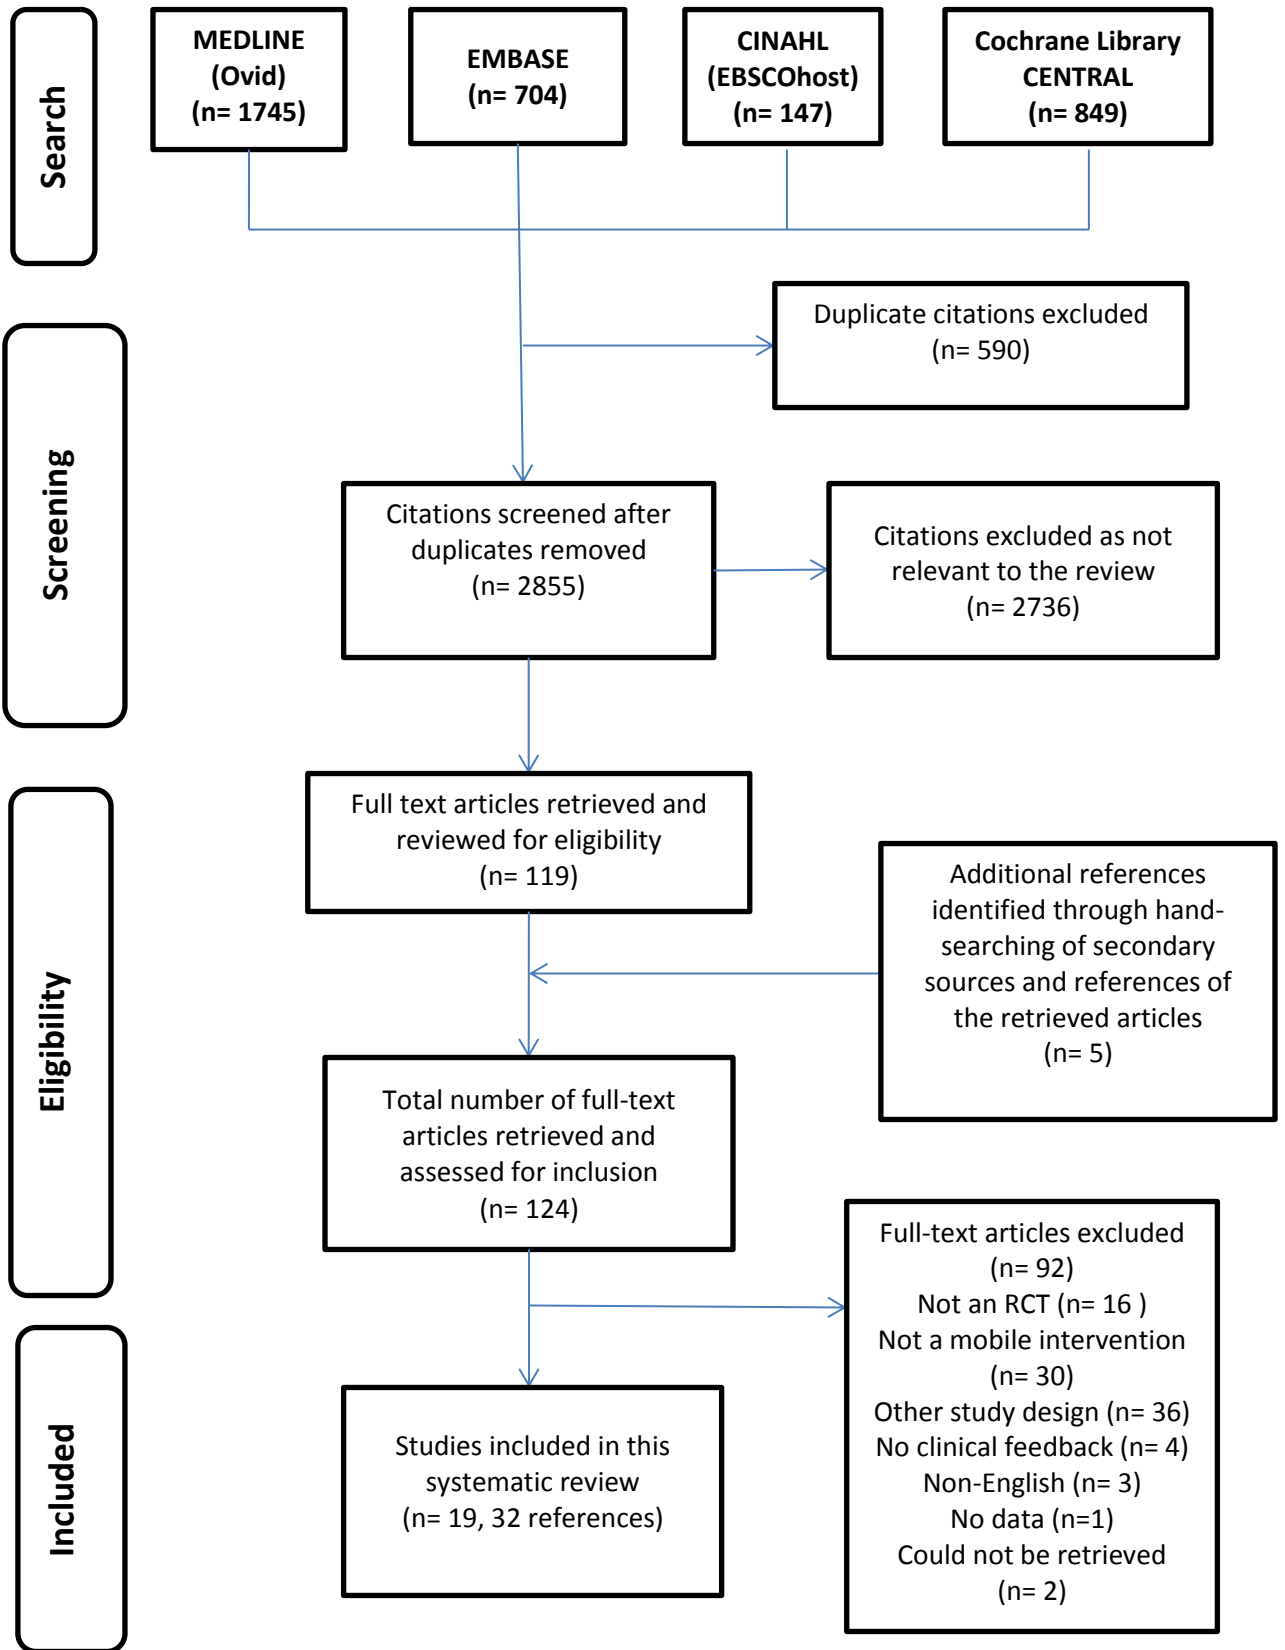 Search
MEDLINE
(Ovid)
(n= 1745)
EMBASE
(n= 704)
CINAHL
(EBSCOhost)
(n= 147)
Cochrane Library
CENTRAL
(n= 849)
Duplicate citations excluded
(n= 590)
Screening
Citations screened after
duplicates removed
(n= 2855)
Citations excluded as not
relevant to the review
(n= 2736)
Eligibility
Full text articles retrieved and
reviewed for eligibility
(n= 119)
Additional references
identified through hand-
searching of secondary
sources and references of
the retrieved articles
(n= 5)
Total number of full-text
articles retrieved and
assessed for inclusion
(n= 124)
Full-text articles excluded
(n= 92)
Not an RCT (n= 16 )
Not a mobile intervention
(n= 30)
Other study design (n= 36)
No clinical feedback (n= 4)
Non-English (n= 3)
No data (n=1)
Could not be retrieved
(n= 2)
Included
Studies included in this
systematic review
(n= 19, 32 references)